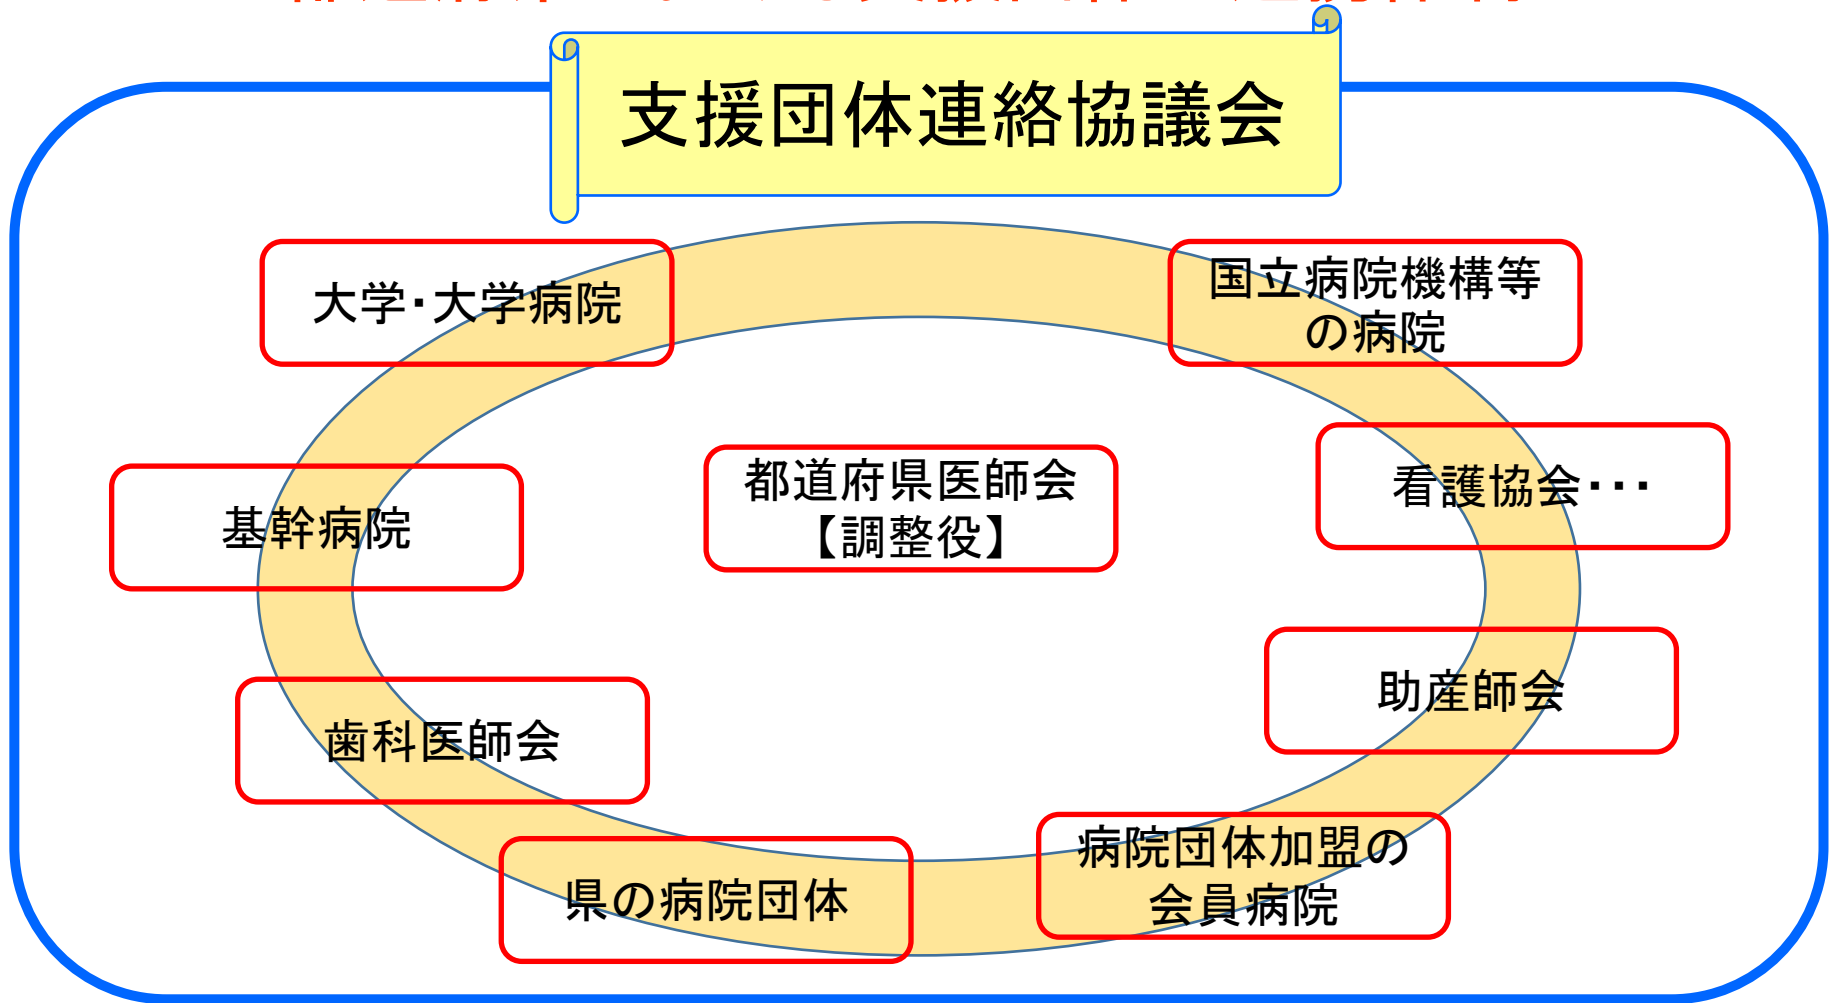 支援団体連絡協議会
大学・大学病院
国立病院機構等
の病院
看護協会・・・
基幹病院
都道府県医師会
【調整役】
助産師会
歯科医師会
県の病院団体
病院団体加盟の
会員病院